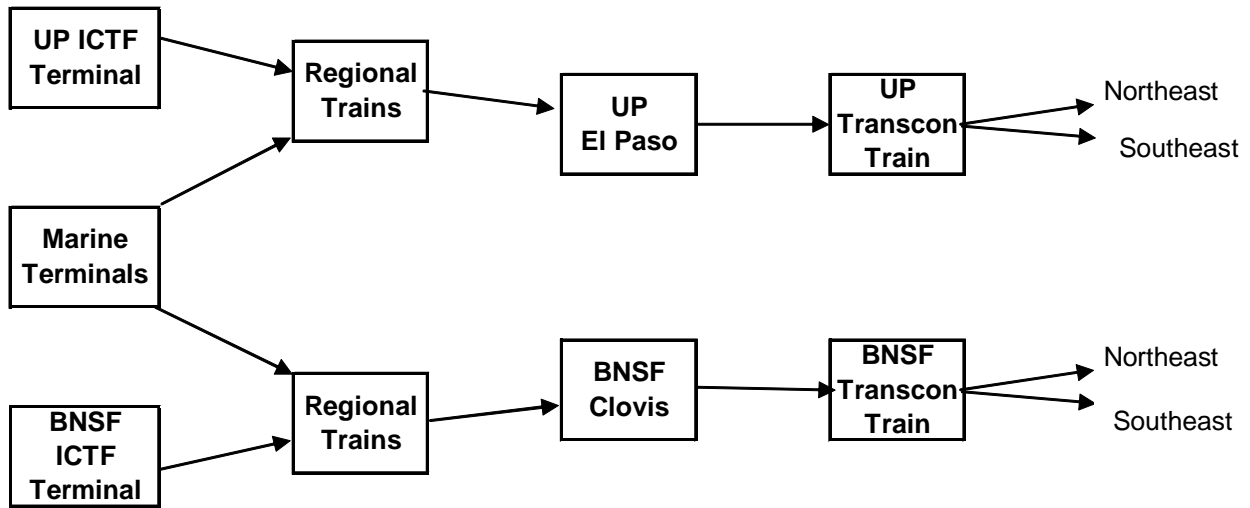 UP ICTF
Terminal
Regional
Trains
UP
El Paso
UP
Transcon
Train
Northeast
Southeast
Marine
Terminals
BNSF
ICTF
Terminal
Regional
Trains
BNSF
Clovis
BNSF
Transcon
Train
Northeast
Southeast